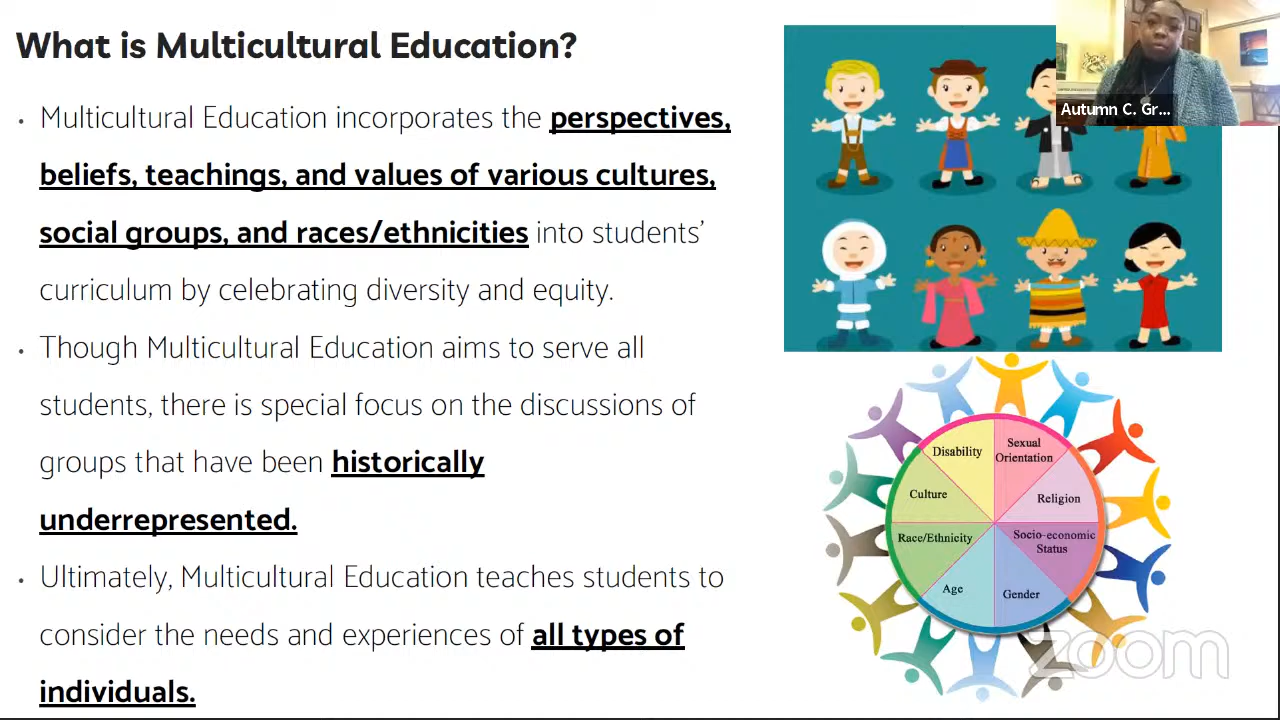 What is Multicultural Education?
• Multicultural Education incorporates the perspectives,
beliefs, teachings, and values of various cultures,
social groups, and races/ethnicities into students’
curriculum by celebrating diversity and equity.
• Though Multicultural Education aims to serve all
students, there is special focus on the discussions of
groups that have been historically
underrepresented.
• Ultimately, Multicultural Education teaches students to
consider the needs and experiences of all types of
individuals.
Autumn C. Gr...
Disability
Sexual
Orientation
Culture
Religion
Race/Ethnicity
Socio-economic
Status
Age
Gender
zoom